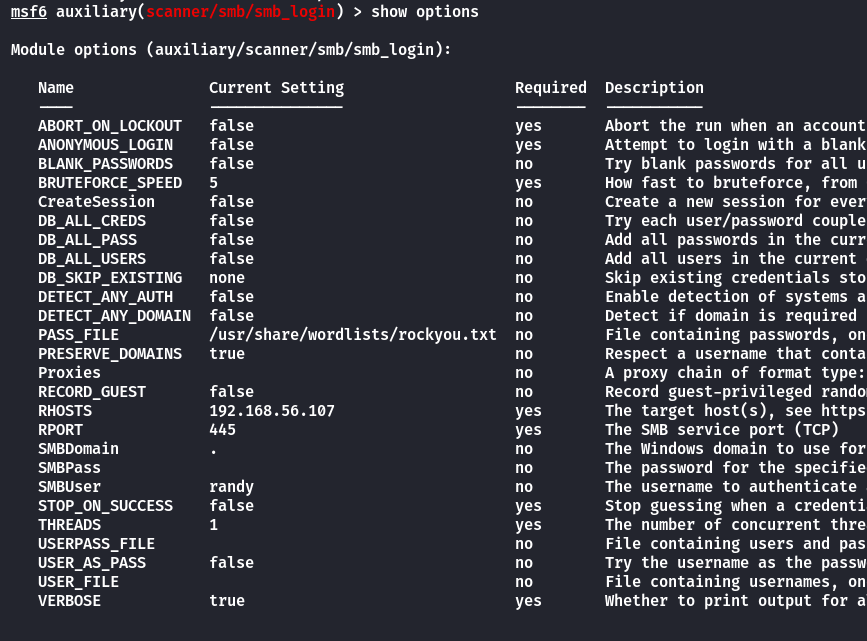 msf6 auxiliary(scanner/smb/smb_login) > show options
Module options (auxiliary/scanner/smb/smb_login):
Name Current Setting Required Description
---- --------------- -------- -----------
ABORT_ON_LOCKOUT false yes Abort the run when an account
ANONYMOUS_LOGIN false yes Attempt to login with a blank
BLANK_PASSWORDS false no Try blank passwords for all u
BRUTEFORCE_SPEED 5 yes How fast to bruteforce, from
CreateSession false no Create a new session for ever
DB_ALL_CREDS false no Try each user/password couple
DB_ALL_PASS false no Add all passwords in the curr
DB_ALL_USERS false no Add all users in the current
DB_SKIP_EXISTING none no Skip existing credentials sto
DETECT_ANY_AUTH false no Enable detection of systems a
DETECT_ANY_DOMAIN false no Detect if domain is required
PASS_FILE /usr/share/wordlists/rockyou.txt no File containing passwords, on
PRESERVE_DOMAINS true no Respect a username that conta
Proxies no A proxy chain of format type:
RECORD_GUEST false no Record guest-privileged rando
RHOSTS 192.168.56.107 yes The target host(s), see https
RPORT 445 yes The SMB service port (TCP)
SMBDomain . no The Windows domain to use for
SMBPass no The password for the specifie
SMBUser randy no The username to authenticate
STOP_ON_SUCCESS false yes Stop guessing when a credenti
THREADS 1 yes The number of concurrent thre
USERPASS_FILE no File containing users and pas
USER_AS_PASS false no Try the username as the passw
USER_FILE no File containing usernames, on
VERBOSE true yes Whether to print output for a